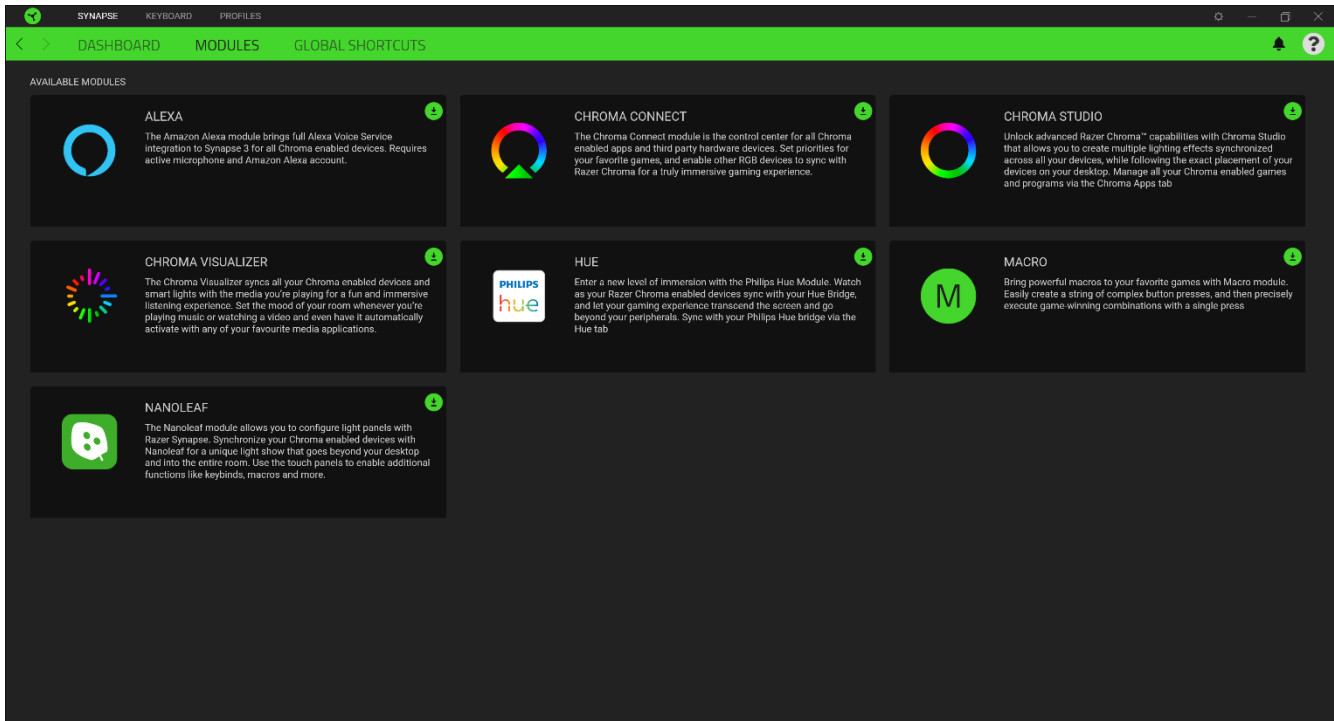 SYNAPSE KEYBOARD PROFILES
DASHBOARD MODULES GLOBAL SHORTCUTS
?
AVAILABLE MODULES
ALEXA
The Amazon Alexa module brings full Alexa Voice Service
integration to Synapse 3 for all Chroma enabled devices. Requires
active microphone and Amazon Alexa account.
CHROMA CONNECT
The Chroma Connect module is the control center for all Chroma
enabled apps and third party hardware devices. Set priorities for
your favorite games, and enable other RGB devices to sync with
Razer Chroma for a truly immersive gaming experience.
CHROMA STUDIO
Unlock advanced Razer Chroma™ capabilities with Chroma Studio
that allows you to create multiple lighting effects synchronized
across all your devices, while following the exact placement of your
devices on your desktop. Manage all your Chroma enabled games
and programs via the Chroma Apps tab
CHROMA VISUALIZER
The Chroma Visualizer syncs all your Chroma enabled devices and
smart lights with the media you're playing for a fun and immersive
listening experience. Set the mood of your room whenever you're
playing music or watching a video and even have it automatically
activate with any of your favourite media applications.
PHILIPS
hue
HUE
Enter a new level of immersion with the Philips Hue Module. Watch
as your Razer Chroma enabled devices sync with your Hue Bridge,
and let your gaming experience transcend the screen and go
beyond your peripherals. Sync with your Philips Hue bridge via the
Hue tab
M
MACRO
Bring powerful macros to your favorite games with Macro module.
Easily create a string of complex button presses, and then precisely
execute game-winning combinations with a single press
NANOLEAF
The Nanoleaf module allows you to configure light panels with
Razer Synapse. Synchronize your Chroma enabled devices with
Nanoleaf for a unique light show that goes beyond your desktop
and into the entire room. Use the touch panels to enable additional
functions like keybinds, macros and more.